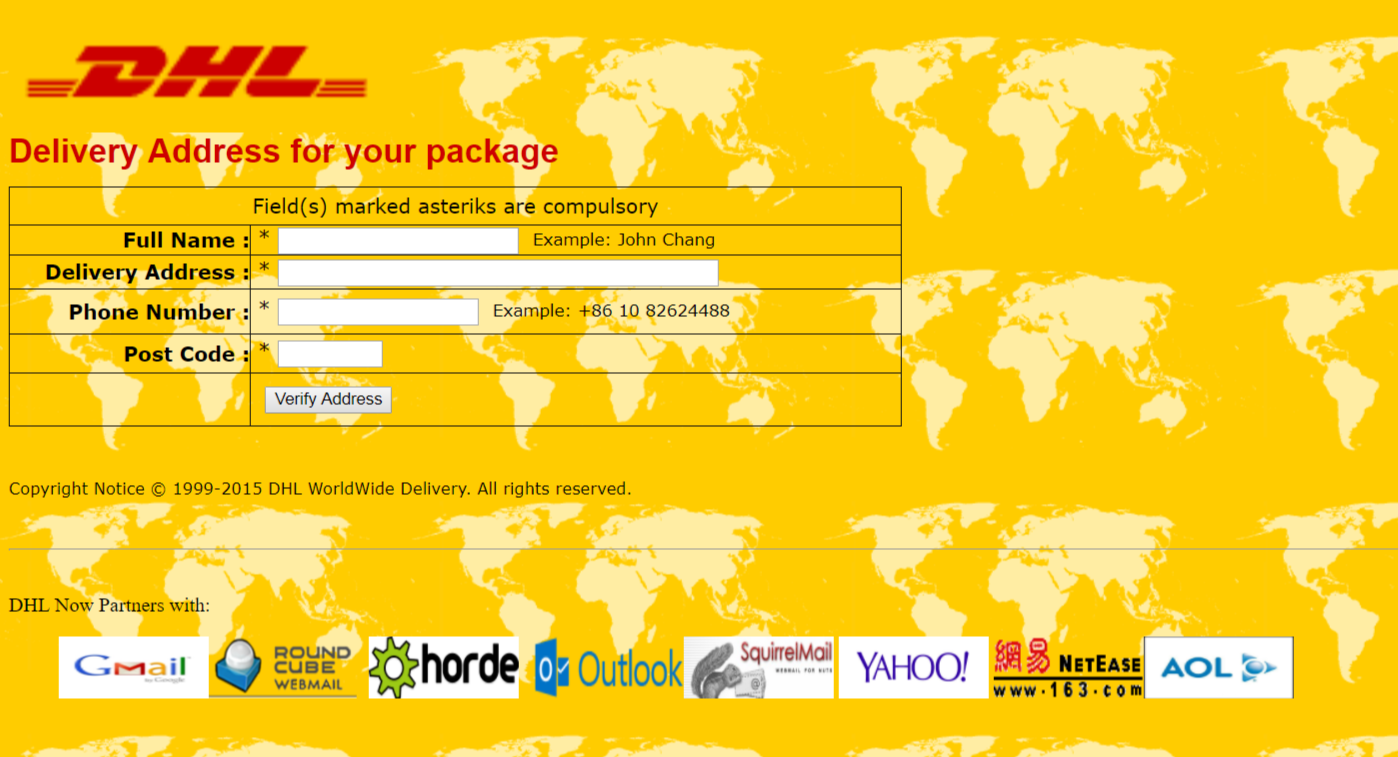 DHL
Delivery Address for your package
Field(s) marked asteriks are compulsory
Full Name : * Example: John Chang
Delivery Address : *
Phone Number : * Example: +86 10 82624488
Post Code : *
Verify Address
Copyright Notice © 1999-2015 DHL WorldWide Delivery. All rights reserved.
DHL Now Partners with:
Gmail
by Google
ROUND
CUBE
WEBMAIL
horde
Outlook
SquirrelMail
WEBMAIL FOR NUTS
YAHOO!
網易 NETEASE
www.163.com
AOL